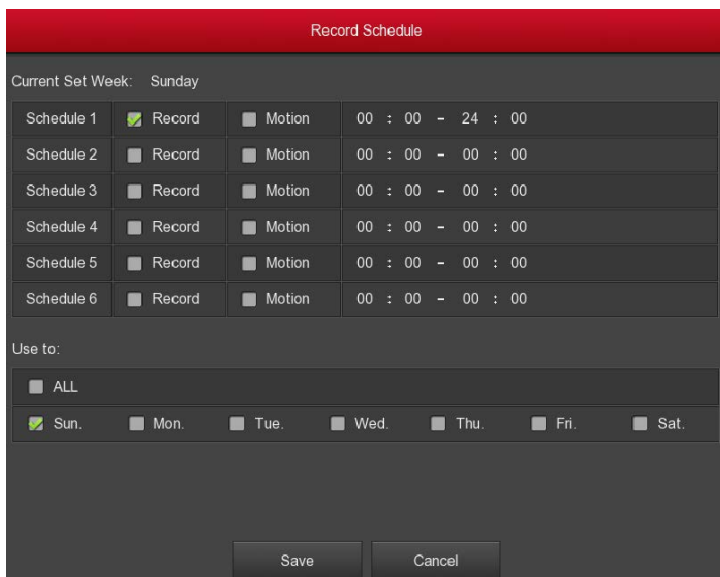 Record Schedule
Current Set Week: Sunday
Schedule 1 Record Motion 00 : 00 - 24 : 00
Schedule 2 Record Motion 00 : 00 - 00 : 00
Schedule 3 Record Motion 00 : 00 - 00 : 00
Schedule 4 Record Motion 00 : 00 - 00 : 00
Schedule 5 Record Motion 00 : 00 - 00 : 00
Schedule 6 Record Motion 00 : 00 - 00 : 00
Use to:
ALL
Sun. Mon. Tue. Wed. Thu. Fri. Sat.
Save Cancel